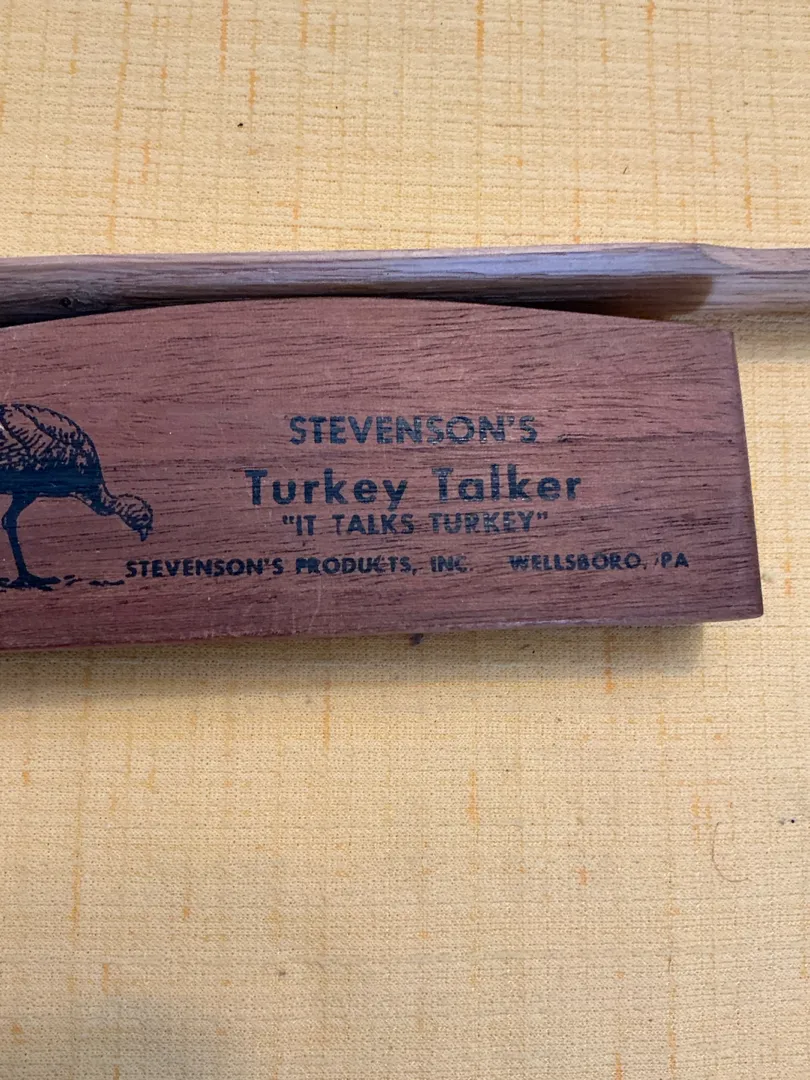 STEVENSON'S
Turkey Talker
"IT TALKS TURKEY"
STEVENSON'S PRODUCTS, INC. WELLSBORO, PA